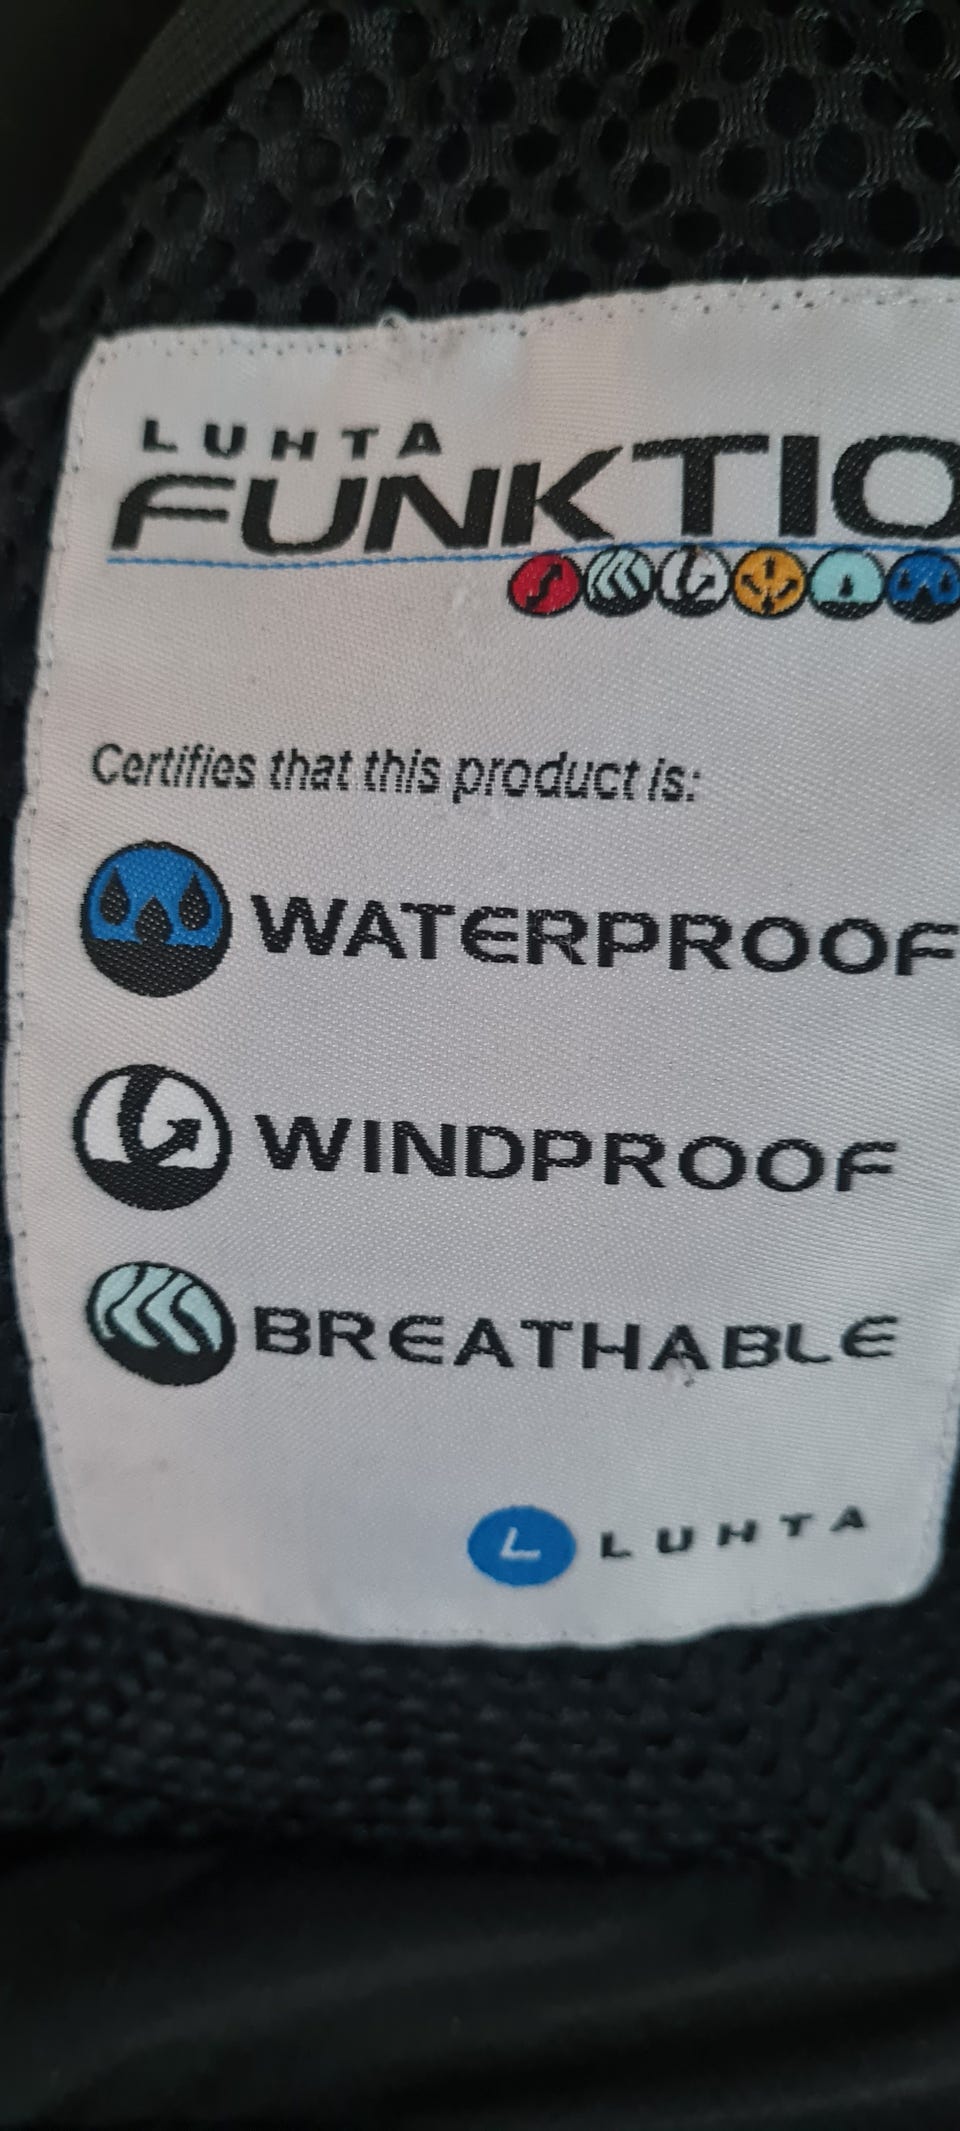 LUHTA
FUNKTIO
Certifies that this product is:
WATERPROOF
WINDPROOF
BREATHABLE
L LUHTA